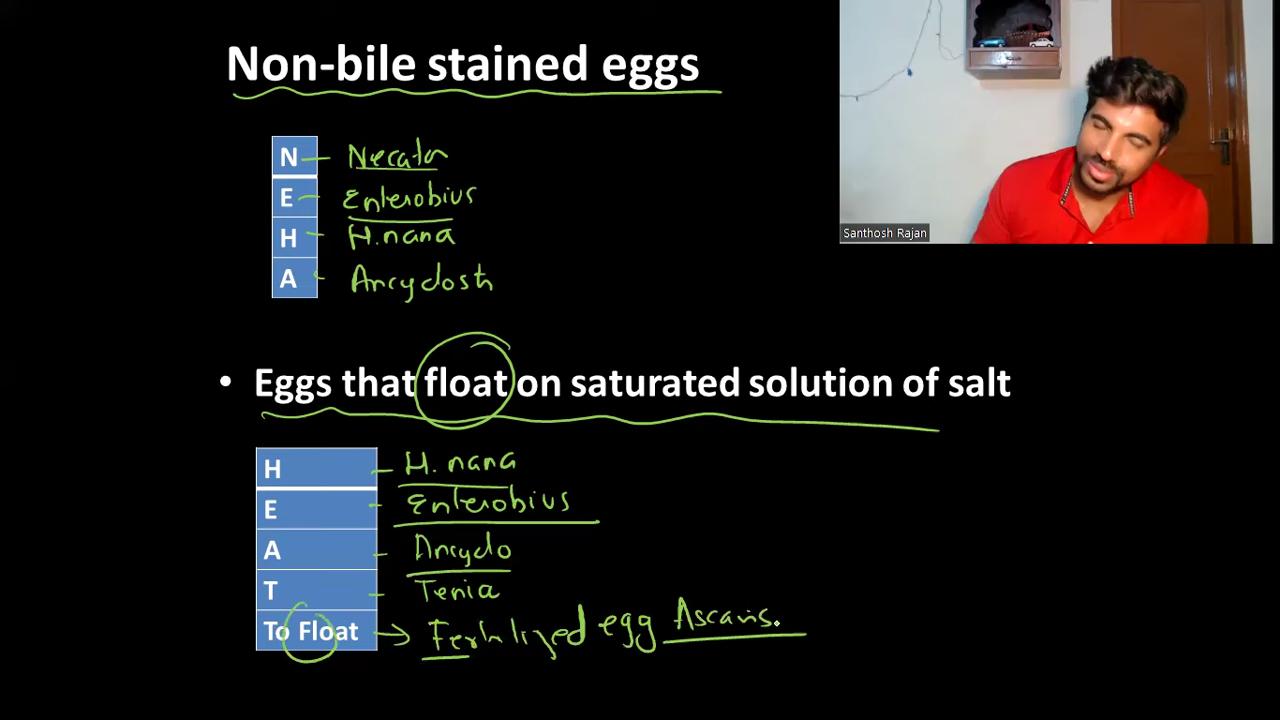 Non-bile stained eggs
N - Necator
E - Enterobius
H - H. nana
A - Ancylosth
Santhosh Rajan
• Eggs that float on saturated solution of salt
H - H. nana
E - Enterobius
A - Ancylo
T - Tenia
To Float → Fertilized egg Ascaris.